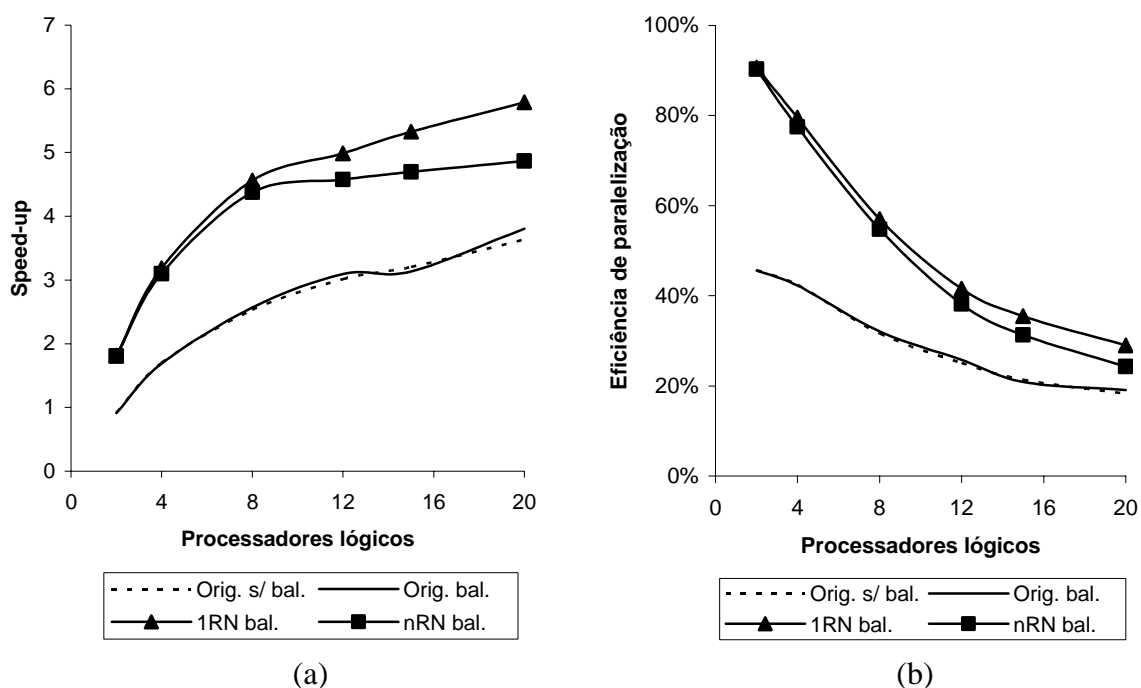 7
6
5
4
3
2
1
0
Speed-up
0 4 8 12 16 20
Processadores lógicos
Orig. s/ bal. Orig. bal.
1RN bal. nRN bal.
(a)
100%
80%
60%
40%
20%
0%
Eficiência de paralelização
0 4 8 12 16 20
Processadores lógicos
Orig. s/ bal. Orig. bal.
1RN bal. nRN bal.
(b)